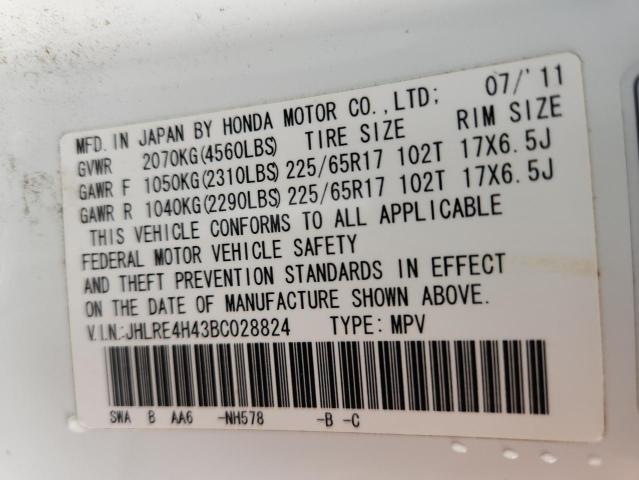 MFD. IN JAPAN BY HONDA MOTOR CO.,LTD; 07/'11
GVWR 2070KG(4560LBS) TIRE SIZE RIM SIZE
GAWR F 1050KG(2310LBS) 225/65R17 102T 17X6.5J
GAWR R 1040KG(2290LBS) 225/65R17 102T 17X6.5J
THIS VEHICLE CONFORMS TO ALL APPLICABLE
FEDERAL MOTOR VEHICLE SAFETY
AND THEFT PREVENTION STANDARDS IN EFFECT
ON THE DATE OF MANUFACTURE SHOWN ABOVE.
V.I.N.:JHLRE4H43BC028824 TYPE: MPV
SWA B AA6 -NH578 -B -C